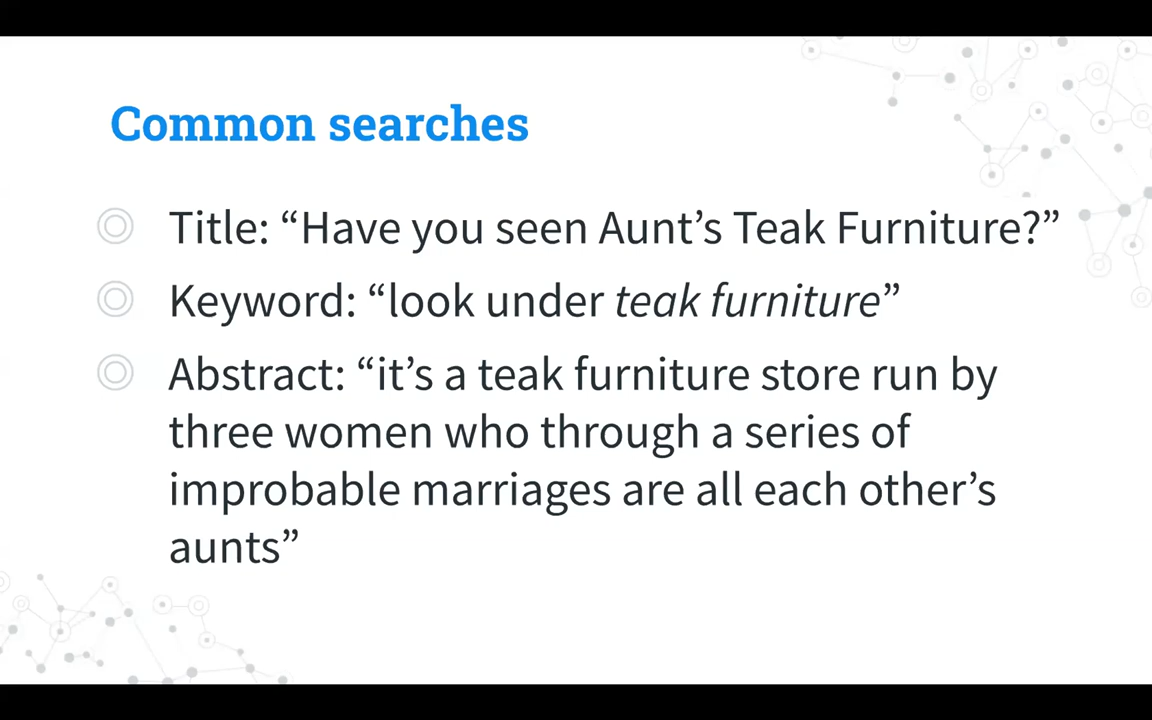 Common searches
Title: “Have you seen Aunt’s Teak Furniture?”
Keyword: “look under teak furniture”
Abstract: “it’s a teak furniture store run by
three women who through a series of
improbable marriages are all each other’s
aunts”